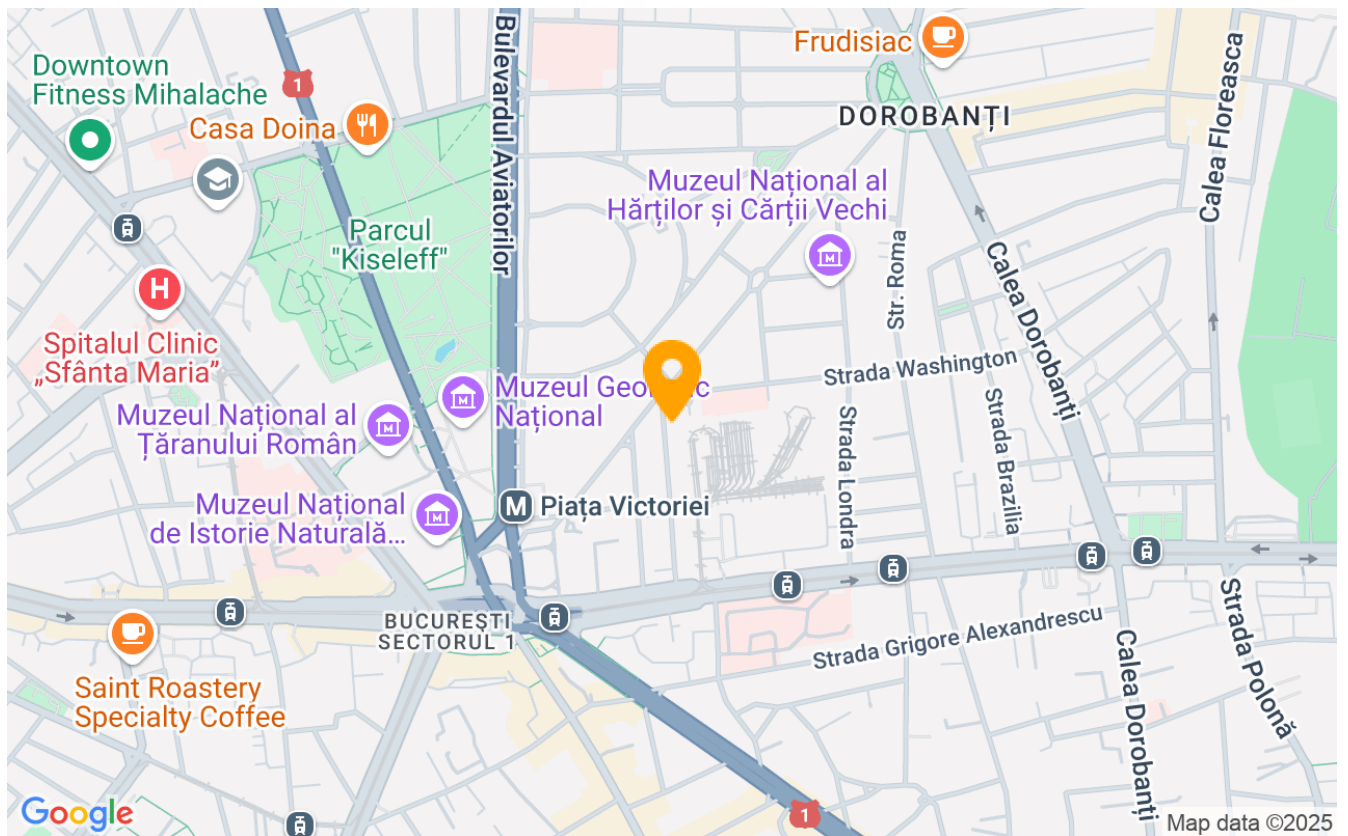 Downtown
Fitness Mihalache
1
Casa Doina
Bulevardul Aviatorilor
Frudisiac
DOROBANȚI
Calea Floreasca
Muzeul Național al
Hărților și Cărții Vechi
Parcul
"Kiseleff"
Str. Roma
Calea Dorobanți
H
Spitalul Clinic
„Sfânta Maria”
Strada Washington
Muzeul Național al
Țăranului Român
Național
Strada Londra
Strada Brazilia
Muzeul Național
de Istorie Naturală...
M Piața Victoriei
BUCUREȘTI
SECTORUL 1
Strada Grigore Alexandrescu
Calea Dorobanți
Strada Polonă
Saint Roastery
Specialty Coffee
1
Google
Map data ©2025
Muzeul